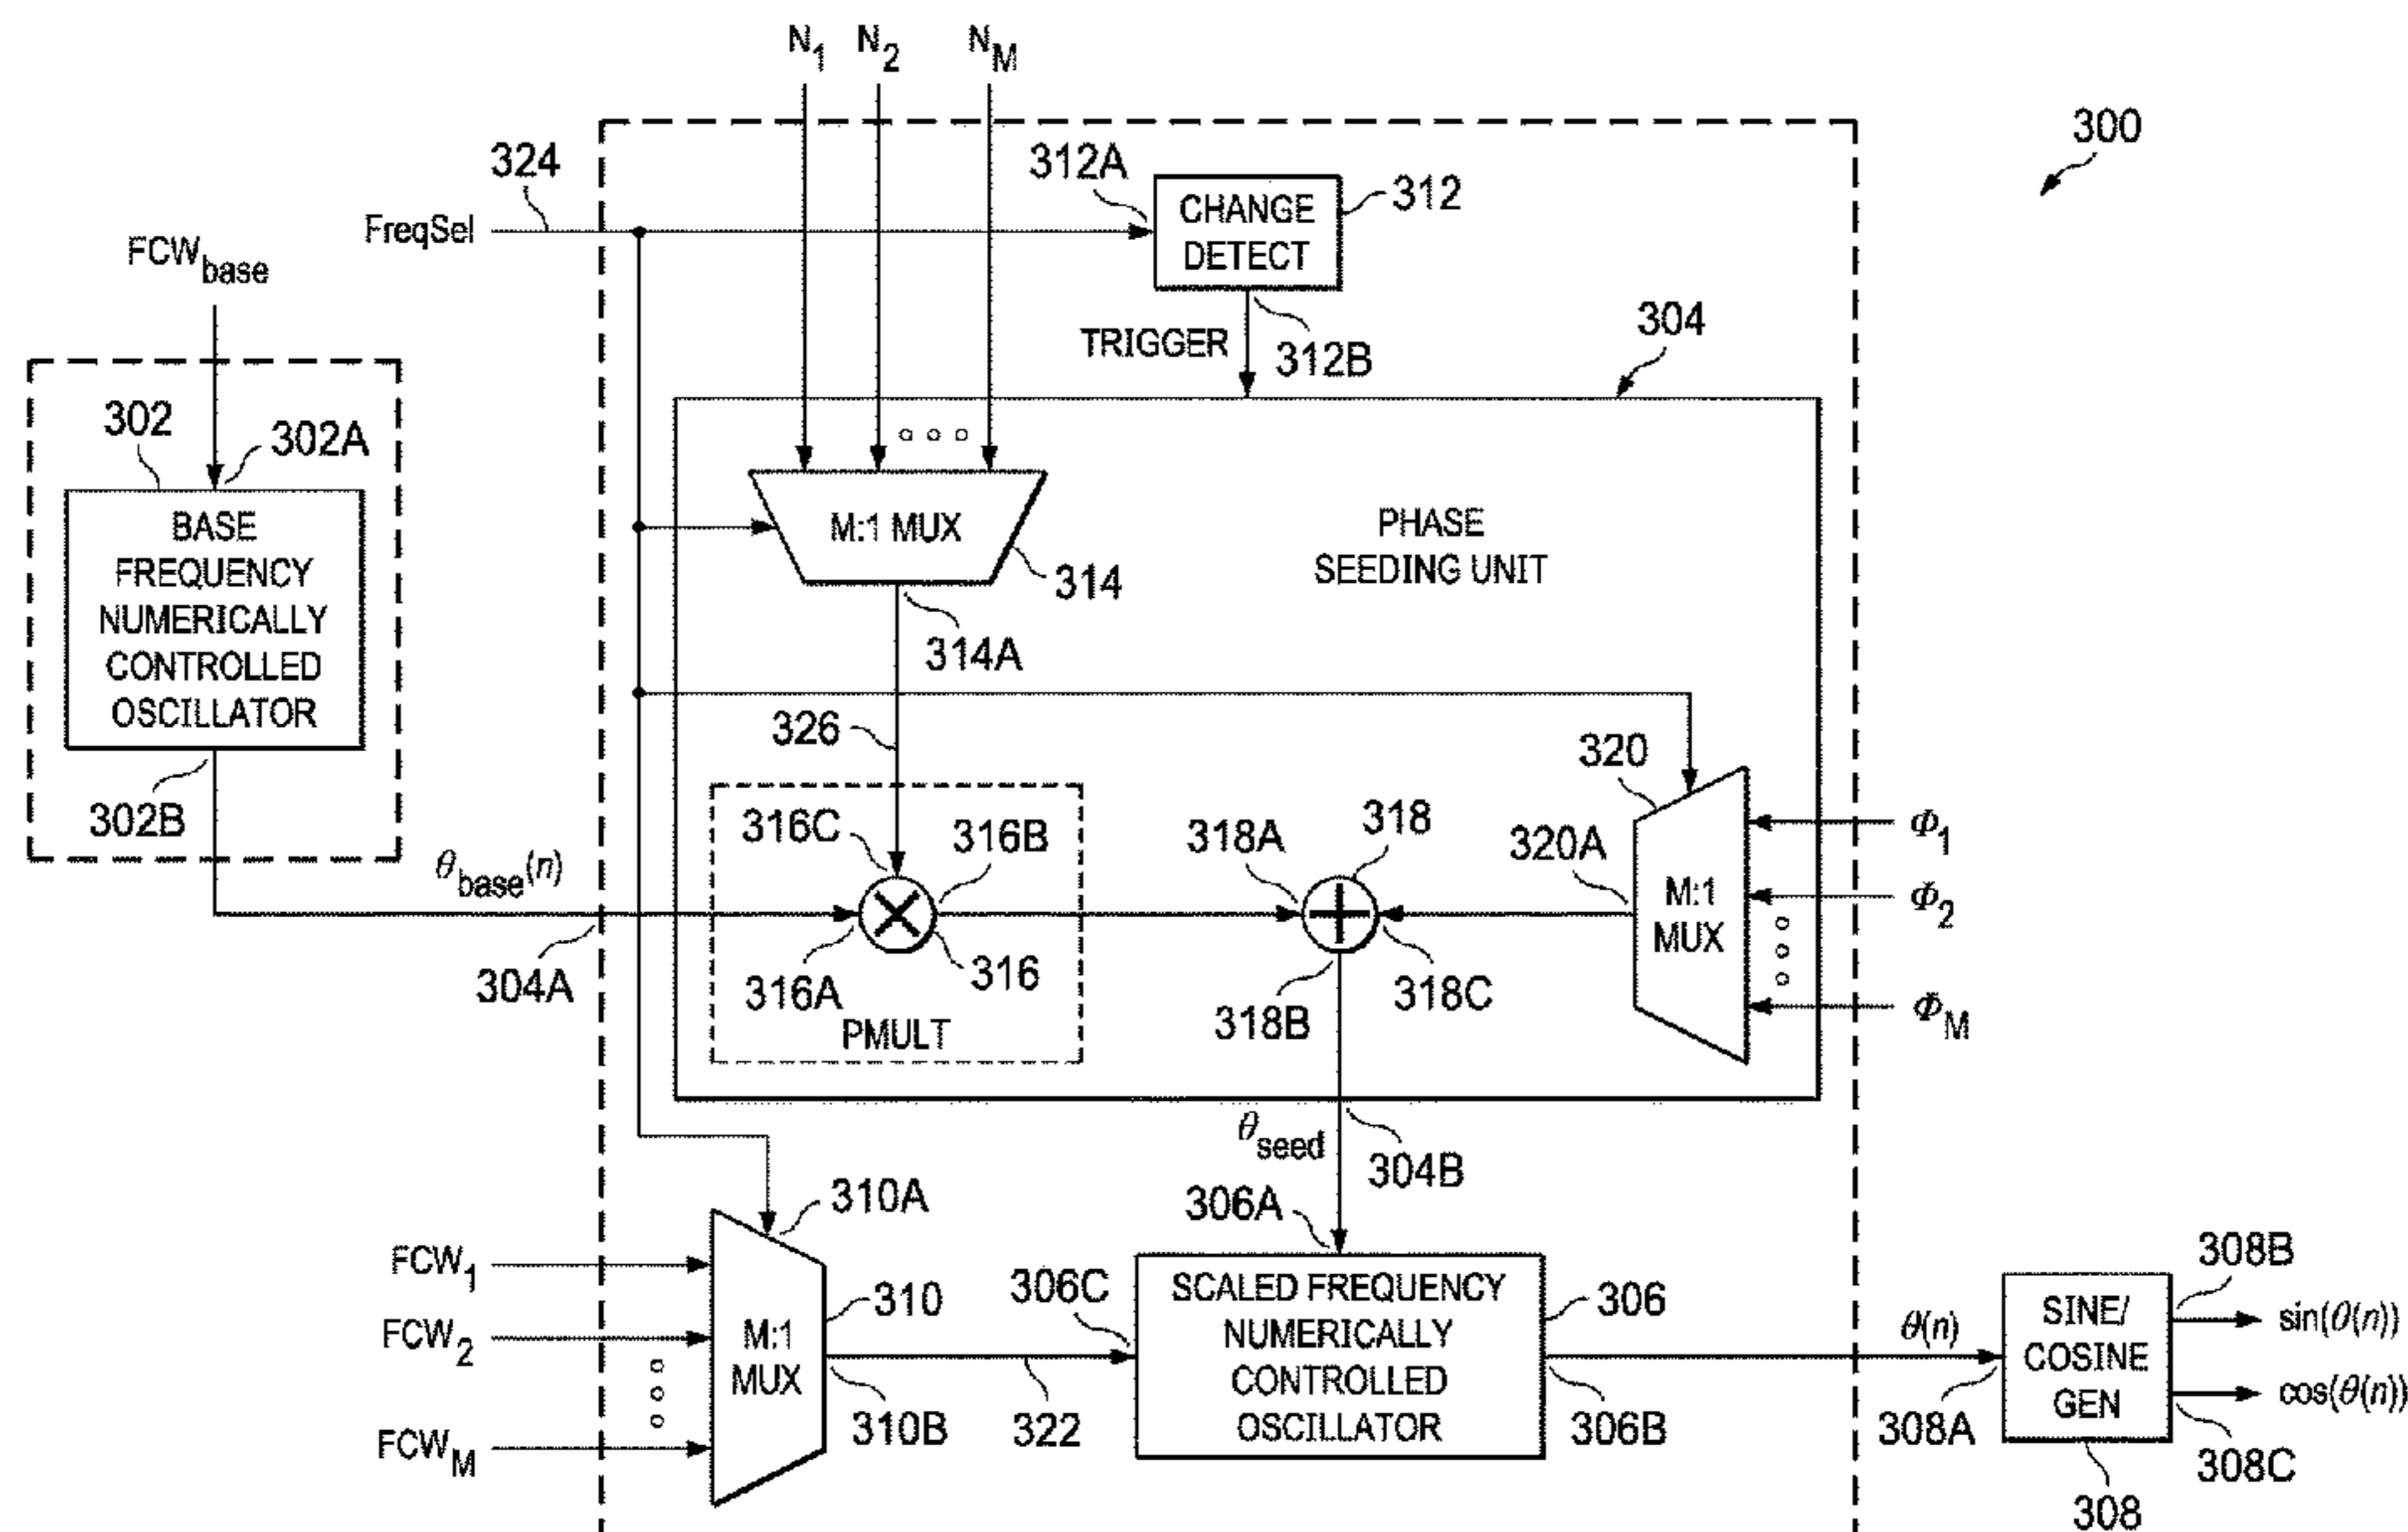 N1 N2 NM
300
324
312A
CHANGE
DETECT
312
FreqSel
FCWbase
TRIGGER
312B
304
302
302A
BASE
FREQUENCY
NUMERICALLY
CONTROLLED
OSCILLATOR
M:1 MUX
314
PHASE
SEEDING UNIT
314A
326
320
302B
316C
316B
318A
318
320A
M:1
MUX
Φ1
Φ2
ΦM
θbase(n)
304A
316A
316
318B
318C
PMULT
θseed
304B
310A
306A
FCW1
FCW2
FCWM
M:1
MUX
310
310B
322
306C
SCALED FREQUENCY
NUMERICALLY
CONTROLLED
OSCILLATOR
306
306B
θ(n)
308A
SINE/
COSINE
GEN
308B
sin(θ(n))
cos(θ(n))
308C
308